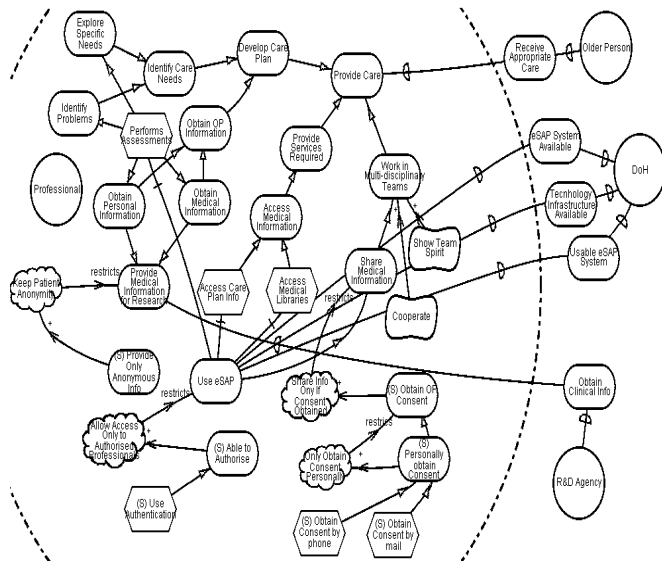 Explore
Specific
Needs
Identify Care
Needs
Develop Care
Plan
Provide Care
Receive
Appropriate
Care
Older Person
Identify
Problems
Performs
Assessments
Obtain OP
Information
Provide
Services
Required
eSAP System
Available
DoH
Professional
Obtain
Personal
Information
Obtain
Medical
Information
Work in
Multi-disciplinary
Teams
Tecnhology
Infrastructure
Available
Access
Medical
Information
Show Team
Spirit
Usable eSAP
System
Keep Patient
Anonymity
restricts
Provide
Medical
Information
for Research
Access Care
Plan Info
Access
Medical
Libraries
Share
Medical
Information
restricts
Cooperate
+
+
+
(S) Provide
Only
Anonymous
Info
Use eSAP
Share Info
Only If
Consent
Obtained
+
(S) Obtain OP
Consent
Obtain
Clinical Info
restricts
Allow Access
Only to
Authorised
Professionals
+
(S) Able to
Authorise
restricts
Only Obtain
Consent
Personally
+
(S)
Personally
obtain
Consent
R&D Agency
(S) Use
Authentication
(S) Obtain
Consent by
phone
(S) Obtain
Consent by
mail